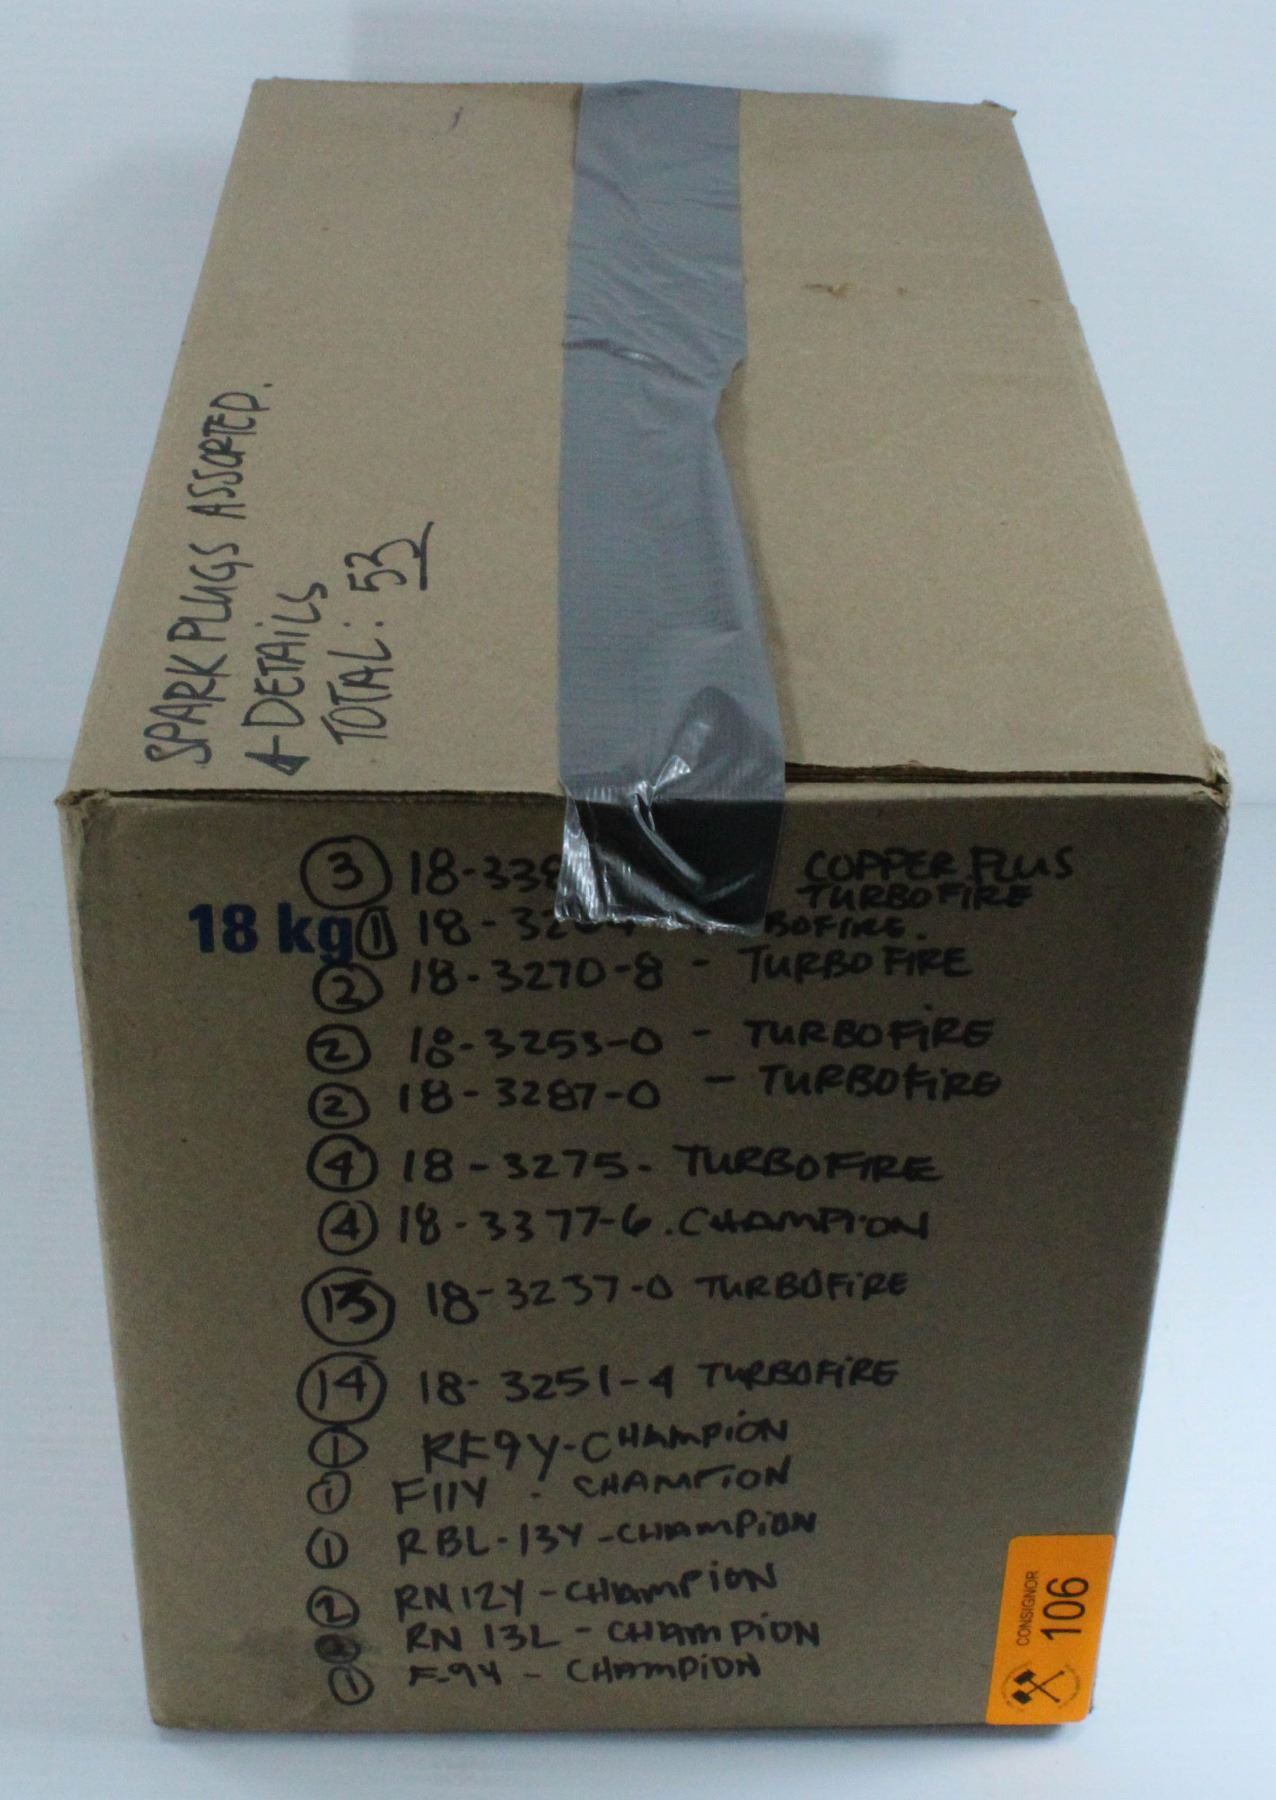 SPARK PLUGS ASSORTED.
DETAILS
TOTAL: 53
3 18-338 COPPER PLUS
TURBOFIRE
18 kg
1 18-3264 BOFIRE.
2 18-3270-8 - TURBOFIRE
2 18-3253-0 - TURBOFIRE
2 18-3287-0 - TURBOFIRE
4 18-3275- TURBOFIRE
4 18-3377-6.CHAMPION
13 18-3237-0 TURBOFIRE
14 18-3251-4 TURBOFIRE
1 RF9Y-CHAMPION
1 F11Y - CHAMPION
1 RBL-13Y-CHAMPION
2 RN12Y-CHAMPION
RN 13L - CHAMPION
1 F-9Y - CHAMPION
CONSIGNOR
106